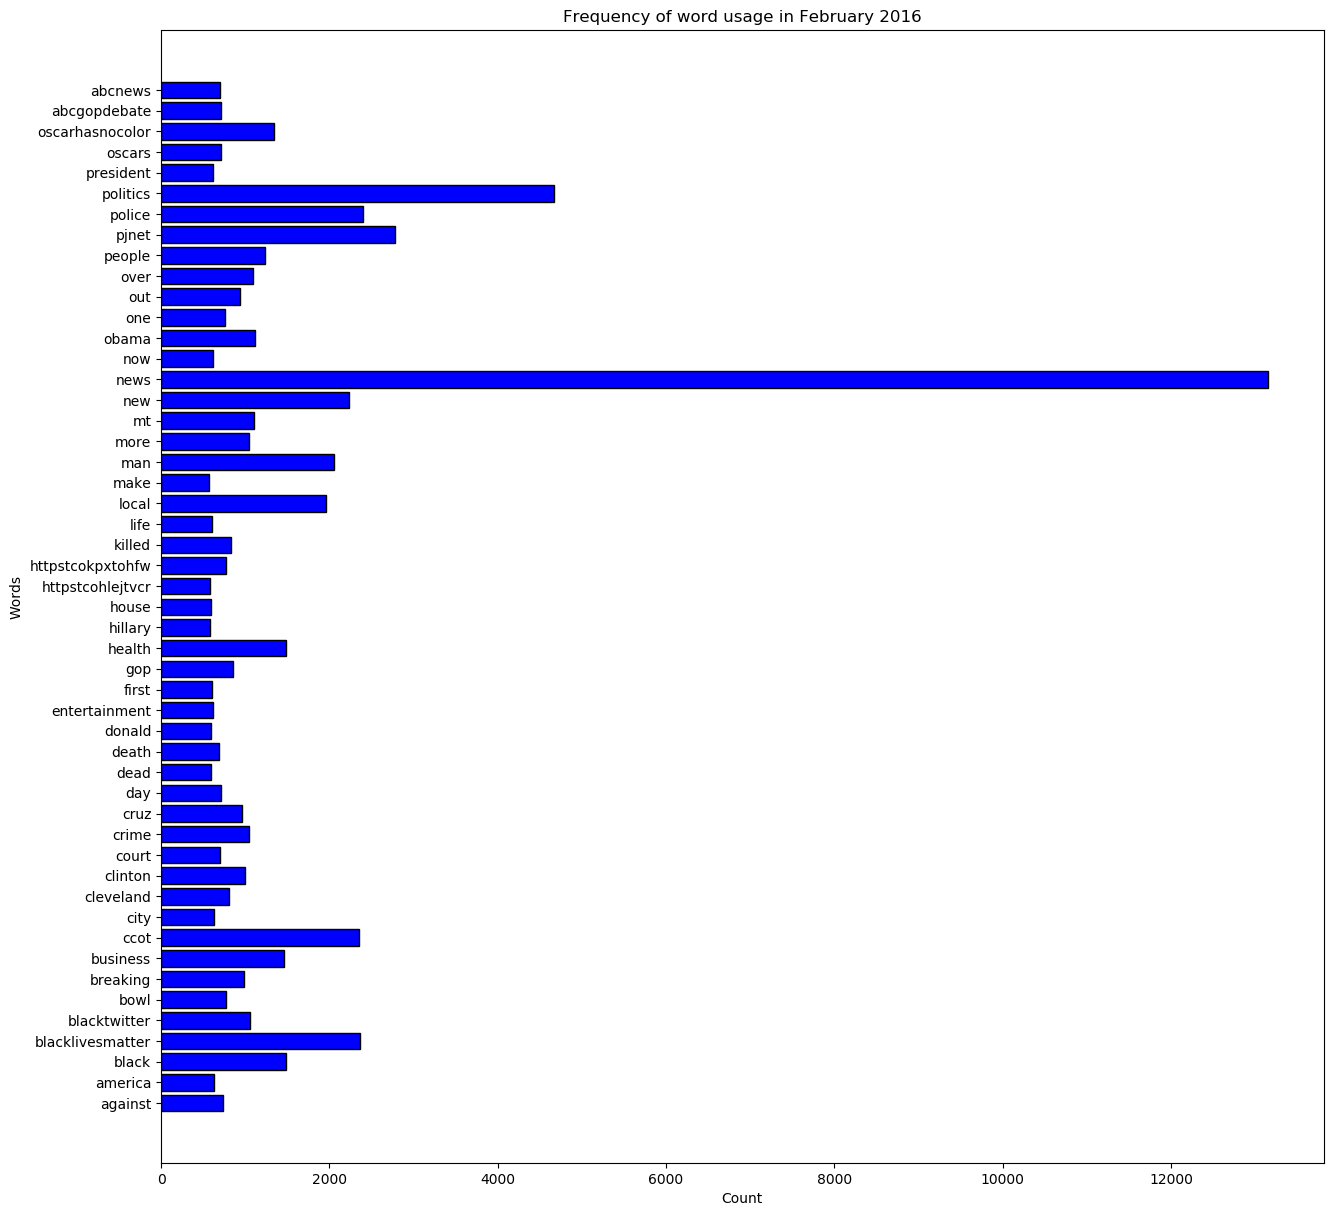 Frequency of word usage in February 2016
abcnews
abcgopdebate
oscarhasnocolor
oscars
president
politics
police
pjnet
people
over
out
one
obama
now
news
new
mt
more
man
make
local
life
killed
httpstcokpxtohfw
httpstcohlejtvcr
house
hillary
health
gop
first
entertainment
donald
death
dead
day
cruz
crime
court
clinton
cleveland
city
ccot
business
breaking
bowl
blacktwitter
blacklivesmatter
black
america
against
Words
0 2000 4000 6000 8000 10000 12000
Count